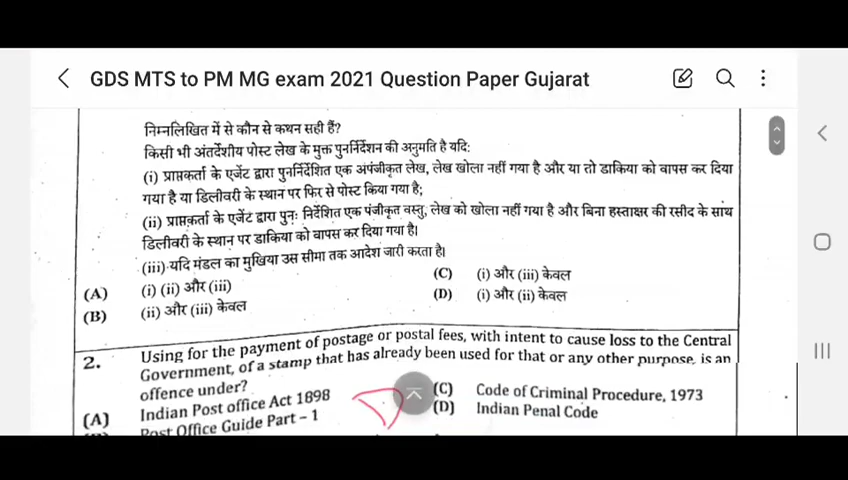 GDS MTS to PM MG exam 2021 Question Paper Gujarat
निम्नलिखित में से कौन से कथन सही हैं?
किसी भी अंतर्देशीय पोस्ट लेख के मुक्त पुनर्निर्देशन की अनुमति है यदि:
(i) प्राप्तकर्ता के एजेंट द्वारा पुनर्निर्देशित एक अपंजीकृत लेख, लेख खोला नहीं गया है और या तो डाकिया को वापस कर दिया
गया है या डिलीवरी के स्थान पर फिर से पोस्ट किया गया है;
(ii) प्राप्तकर्ता के एजेंट द्वारा पुनः निर्देशित एक पंजीकृत वस्तु, लेख को खोला नहीं गया है और बिना हस्ताक्षर की रसीद के साथ
डिलीवरी के स्थान पर डाकिया को वापस कर दिया गया है।
(iii) यदि मंडल का मुखिया उस सीमा तक आदेश जारी करता है।
(A) (i) (ii) और (iii) (C) (i) और (iii) केवल
(B) (ii) और (iii) केवल (D) (i) और (ii) केवल
2. Using for the payment of postage or postal fees, with intent to cause loss to the Central
Government, of a stamp that has already been used for that or any other purpose, is an
offence under?
(A) Indian Post office Act 1898 (C) Code of Criminal Procedure, 1973
Post Office Guide Part – 1 (D) Indian Penal Code